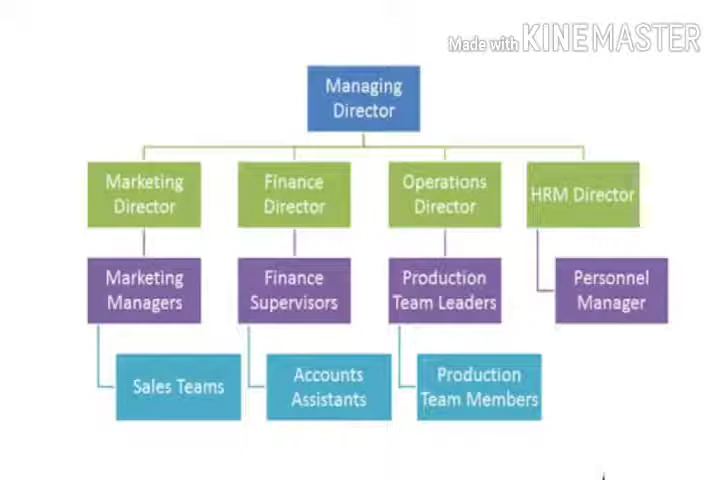 Made with KINEMASTER
Managing
Director
Marketing
Director
Finance
Director
Operations
Director
HRM Director
Marketing
Managers
Finance
Supervisors
Production
Team Leaders
Personnel
Manager
Sales Teams
Accounts
Assistants
Production
Team Members